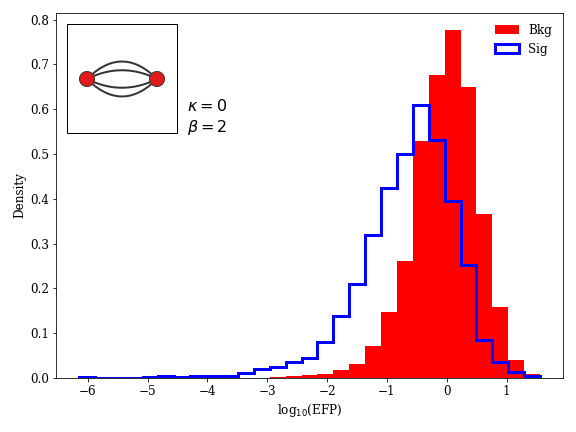 0.8
0.7
0.6
0.5
0.4
0.3
0.2
0.1
0.0
Density
κ = 0
β = 2
Bkg
Sig
−6 −5 −4 −3 −2 −1 0 1
log₁₀(EFP)